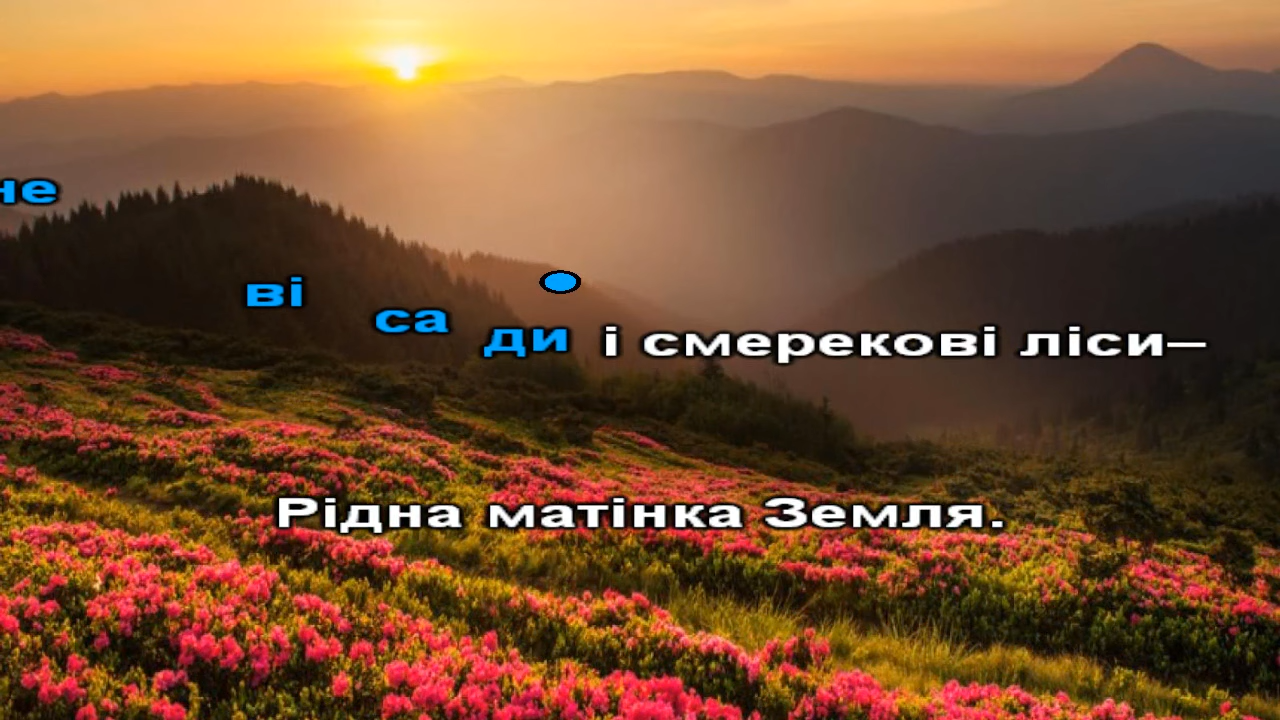 не
ві са ди і смерекові ліси–
Рідна матінка Земля.